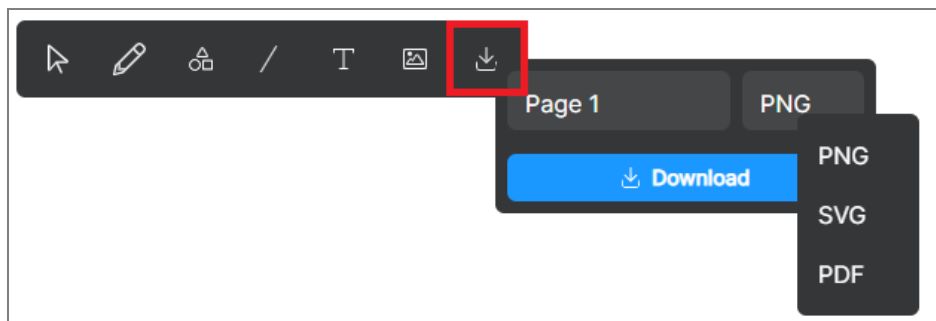 T
Page 1
PNG
Download
PNG
SVG
PDF